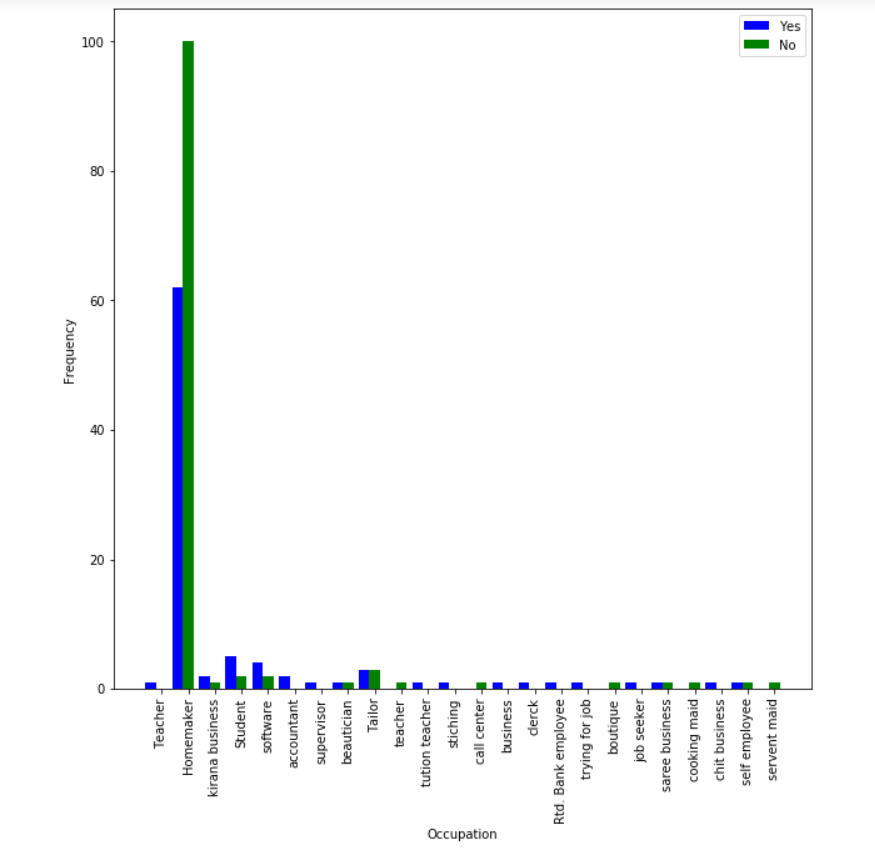 Yes
No
100
80
60
40
20
0
Frequency
Teacher
Homemaker
kirana business
Student
software
accountant
supervisor
beautician
Tailor
teacher
tution teacher
stiching
call center
business
clerck
Rtd. Bank employee
trying for job
boutique
job seeker
saree business
cooking maid
chit business
self employee
servent maid
Occupation